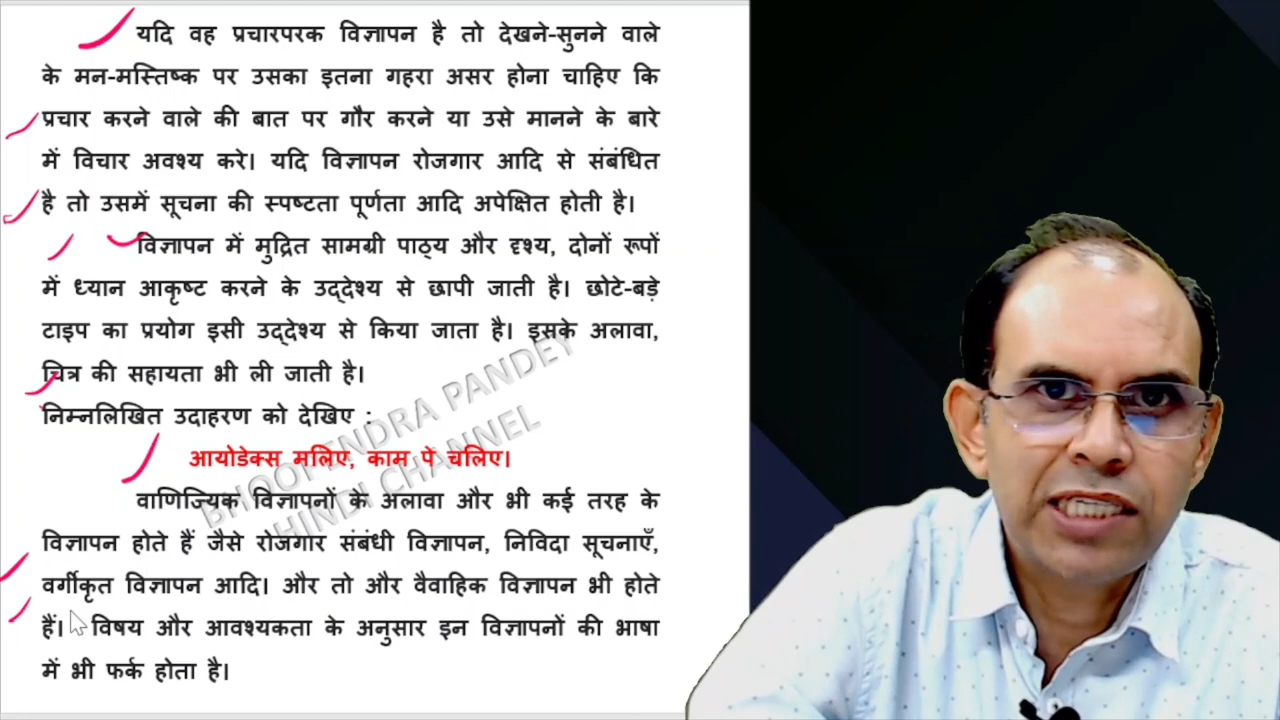 यदि वह प्रचारपरक विज्ञापन है तो देखने-सुनने वाले
के मन-मस्तिष्क पर उसका इतना गहरा असर होना चाहिए कि
प्रचार करने वाले की बात पर गौर करने या उसे मानने के बारे
में विचार अवश्य करे। यदि विज्ञापन रोजगार आदि से संबंधित
है तो उसमें सूचना की स्पष्टता पूर्णता आदि अपेक्षित होती है।
विज्ञापन में मुद्रित सामग्री पाठ्य और दृश्य, दोनों रूपों
में ध्यान आकृष्ट करने के उद्देश्य से छापी जाती है। छोटे-बड़े
टाइप का प्रयोग इसी उद्देश्य से किया जाता है। इसके अलावा,
चित्र की सहायता भी ली जाती है।
निम्नलिखित उदाहरण को देखिए :
आयोडेक्स मलिए, काम पे चलिए।
वाणिज्यिक विज्ञापनों के अलावा और भी कई तरह के
विज्ञापन होते हैं जैसे रोजगार संबंधी विज्ञापन, निविदा सूचनाएँ,
वर्गीकृत विज्ञापन आदि। और तो और वैवाहिक विज्ञापन भी होते
हैं। विषय और आवश्यकता के अनुसार इन विज्ञापनों की भाषा
में भी फर्क होता है।
BHOOPENDRA PANDEY
HINDI CHANNEL